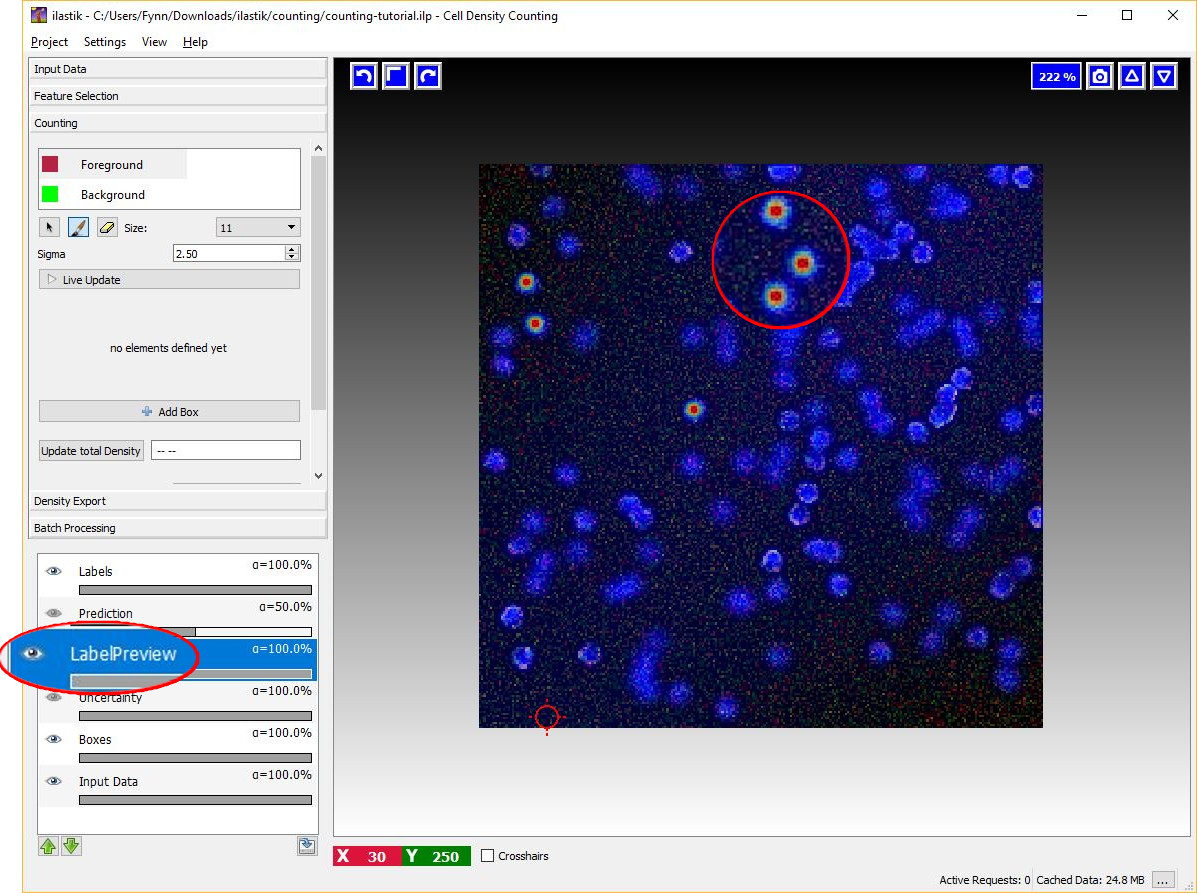 ilastik - C:/Users/Fynn/Downloads/ilastik/counting/counting-tutorial.ilp - Cell Density Counting
Project Settings View Help
Input Data
Feature Selection
Counting
Foreground
Background
Size: 11
Sigma 2.50
Live Update
no elements defined yet
Add Box
Update total Density -- --
Density Export
Batch Processing
Labels α=100.0%
Prediction α=50.0%
LabelPreview α=100.0%
Uncertainty α=100.0%
Boxes α=100.0%
Input Data α=100.0%
222 %
X 30 Y 250 Crosshairs
Active Requests: 0 Cached Data: 24.8 MB ...